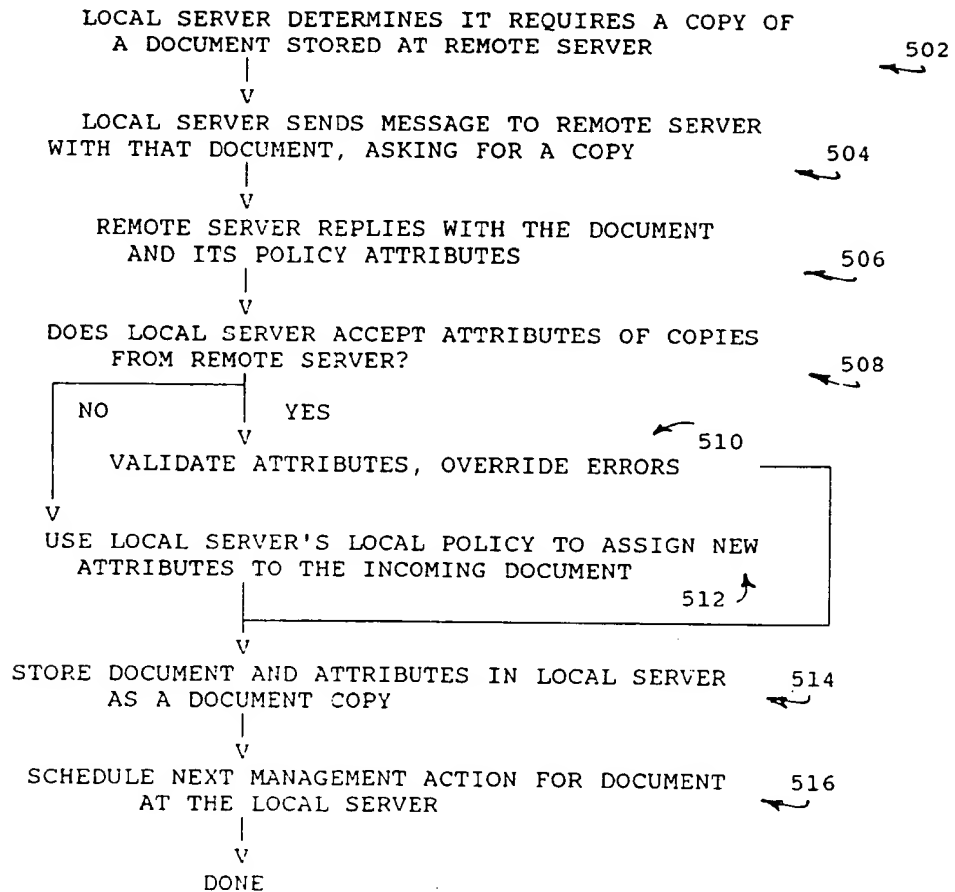 LOCAL SERVER DETERMINES IT REQUIRES A COPY OF
A DOCUMENT STORED AT REMOTE SERVER
502
LOCAL SERVER SENDS MESSAGE TO REMOTE SERVER
WITH THAT DOCUMENT, ASKING FOR A COPY
504
REMOTE SERVER REPLIES WITH THE DOCUMENT
AND ITS POLICY ATTRIBUTES
506
DOES LOCAL SERVER ACCEPT ATTRIBUTES OF COPIES
FROM REMOTE SERVER?
508
NO YES
510
VALIDATE ATTRIBUTES, OVERRIDE ERRORS
USE LOCAL SERVER'S LOCAL POLICY TO ASSIGN NEW
ATTRIBUTES TO THE INCOMING DOCUMENT
512
STORE DOCUMENT AND ATTRIBUTES IN LOCAL SERVER 514
AS A DOCUMENT COPY
SCHEDULE NEXT MANAGEMENT ACTION FOR DOCUMENT 516
AT THE LOCAL SERVER
DONE